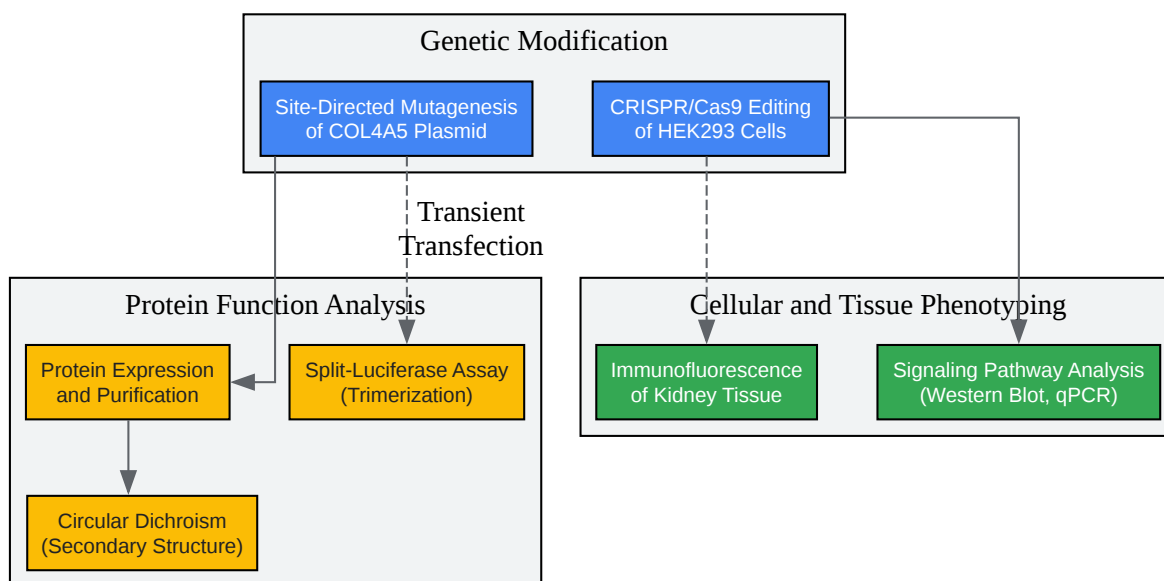 Genetic Modification
Site-Directed Mutagenesis
of COL4A5 Plasmid
CRISPR/Cas9 Editing
of HEK293 Cells
Transient
Transfection
Protein Function Analysis
Protein Expression
and Purification
Split-Luciferase Assay
(Trimerization)
Circular Dichroism
(Secondary Structure)
Cellular and Tissue Phenotyping
Immunofluorescence
of Kidney Tissue
Signaling Pathway Analysis
(Western Blot, qPCR)